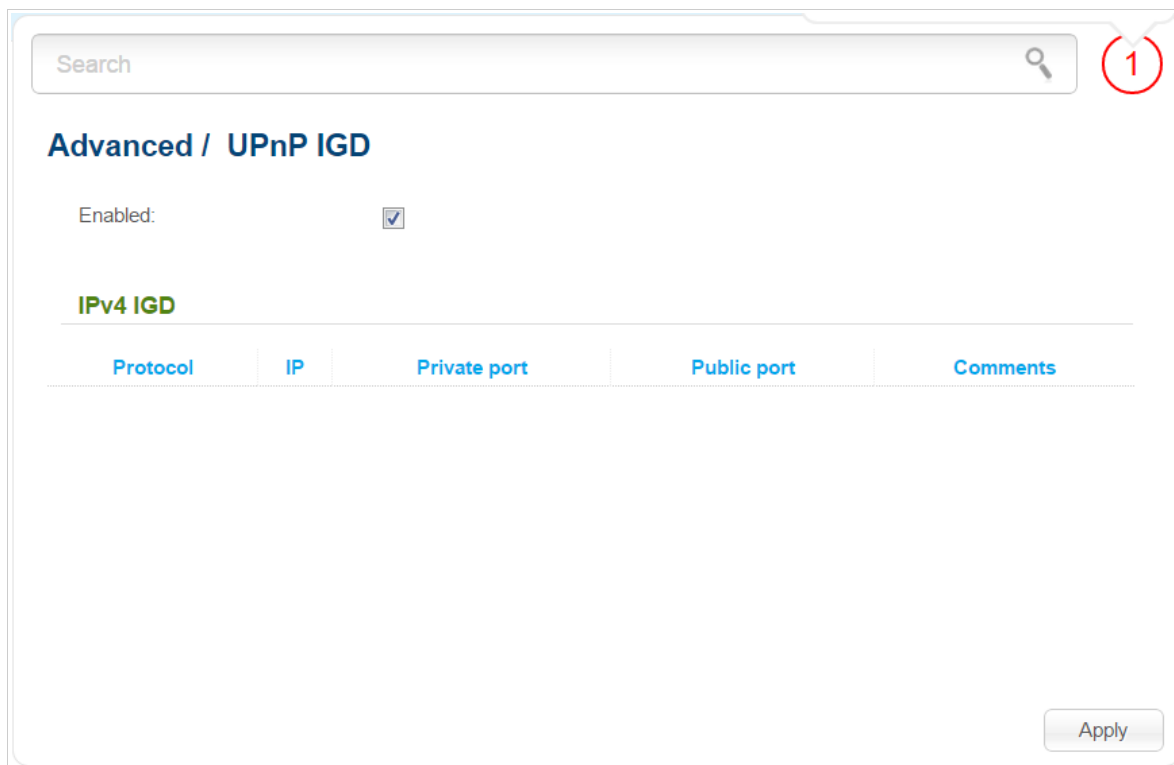 Search
1
Advanced / UPnP IGD
Enabled:
IPv4 IGD
Protocol IP Private port Public port Comments
Apply